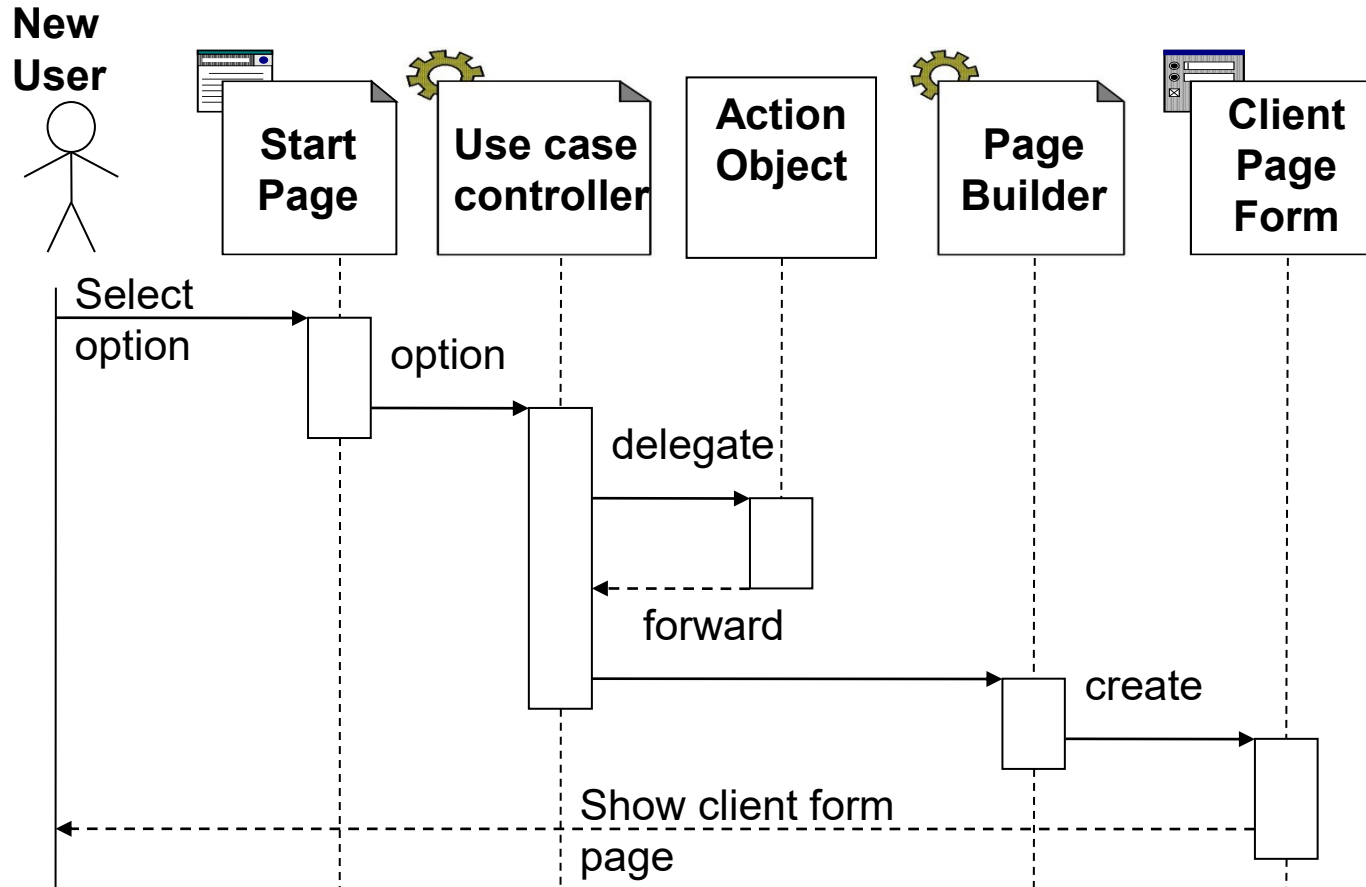 New
User
Start
Page
Use case
controller
Action
Object
Page
Builder
Client
Page
Form
Select
option
option
delegate
forward
create
Show client form
page